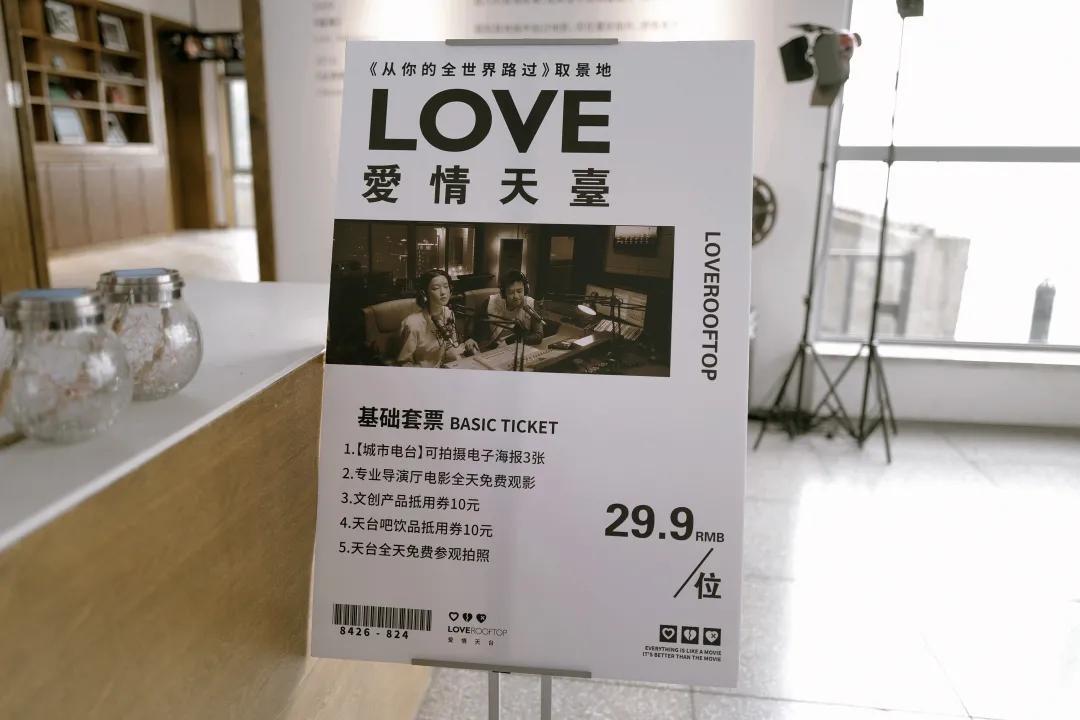 《从你的全世界路过》取景地
LOVE
愛情天臺
LOVEROOFTOP
基础套票 BASIC TICKET
1.【城市电台】可拍摄电子海报3张
2.专业导演厅电影全天免费观影
3.文创产品抵用券10元
4.天台吧饮品抵用券10元
5.天台全天免费参观拍照
29.9RMB
/位
8426 - 824
LOVEROOFTOP
爱情天台
EVERYTHING IS LIKE A MOVIE
IT'S BETTER THAN THE MOVIE